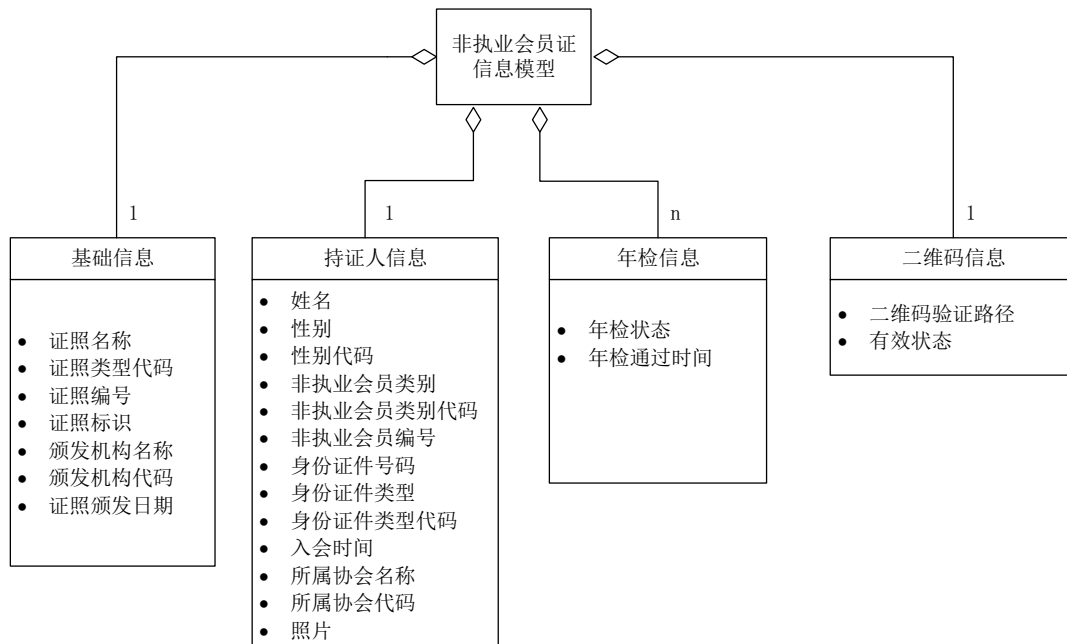 非执业会员证
信息模型
1
1
n
1
基础信息
证照名称
证照类型代码
证照编号
证照标识
颁发机构名称
颁发机构代码
证照颁发日期
持证人信息
姓名
性别
性别代码
非执业会员类别
非执业会员类别代码
非执业会员编号
身份证件号码
身份证件类型
身份证件类型代码
入会时间
所属协会名称
所属协会代码
照片
年检信息
年检状态
年检通过时间
二维码信息
二维码验证路径
有效状态